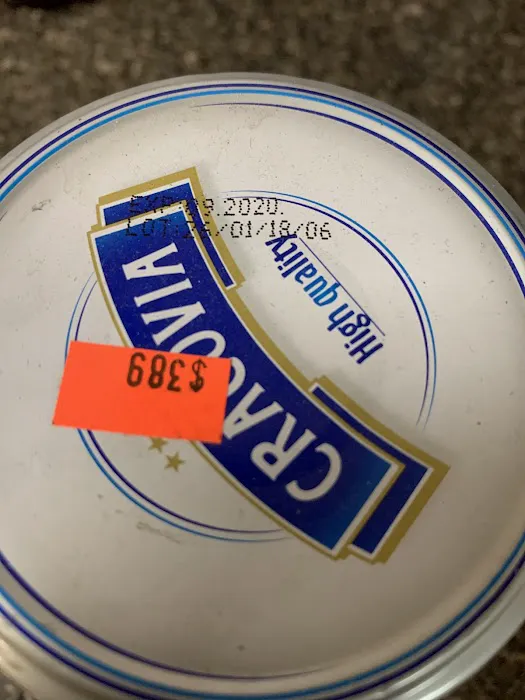 EXP:09.2020.
LOT:26/01/18/06
High quality
CRACOVIA
$389